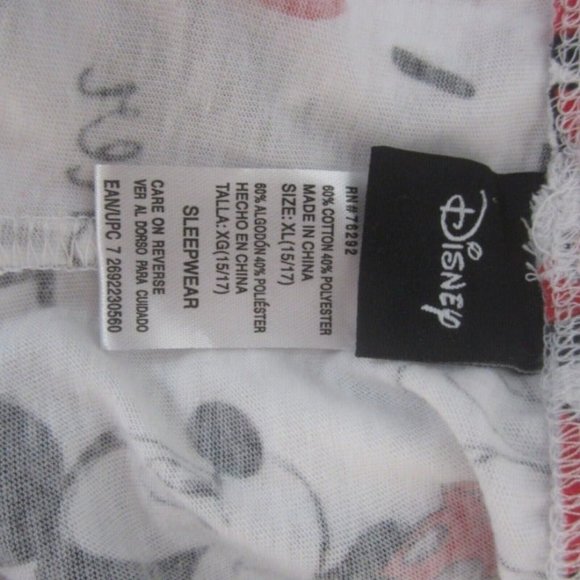 DISNEY
RN#76292
60% COTTON 40% POLYESTER
MADE IN CHINA
SIZE: XL(15/17)
60% ALGODÓN 40% POLIÉSTER
HECHO EN CHINA
TALLA: XG(15/17)
SLEEPWEAR
CARE ON REVERSE
VER AL DORSO PARA CUIDADO
EAN/UPC 7 2692230560